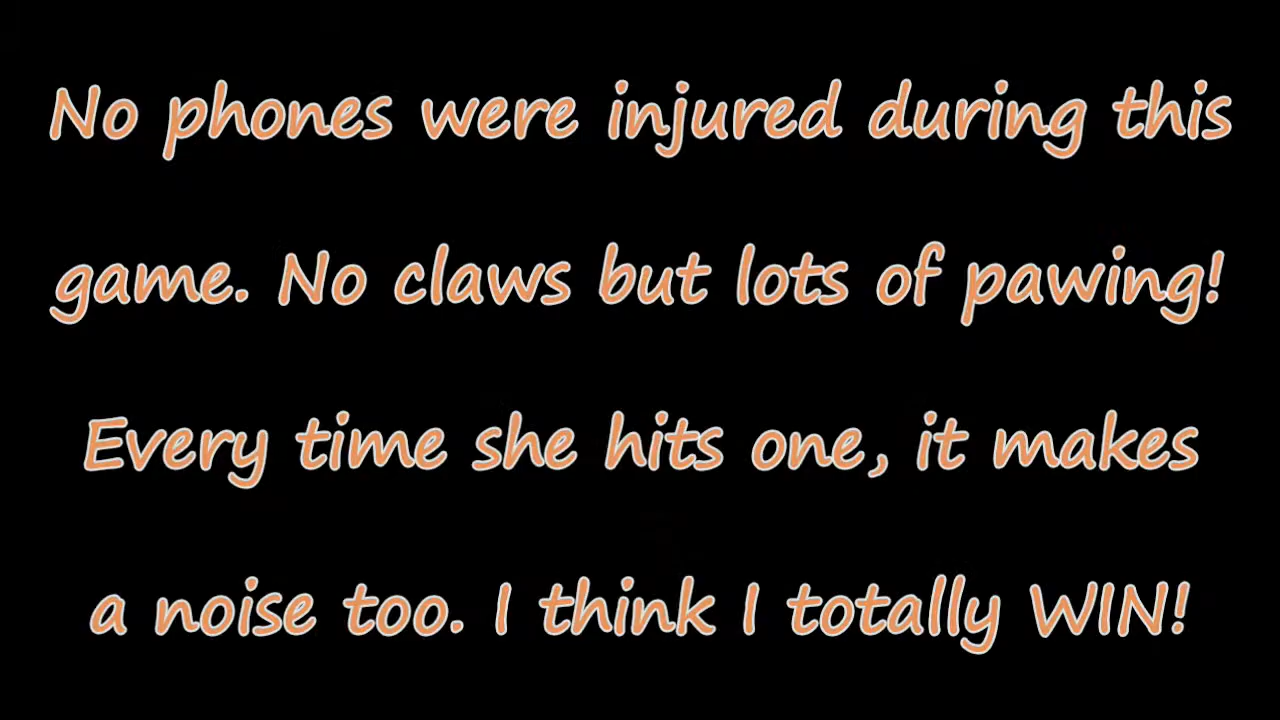 No phones were injured during this
game. No claws but lots of pawing!
Every time she hits one, it makes
a noise too. I think I totally WIN!